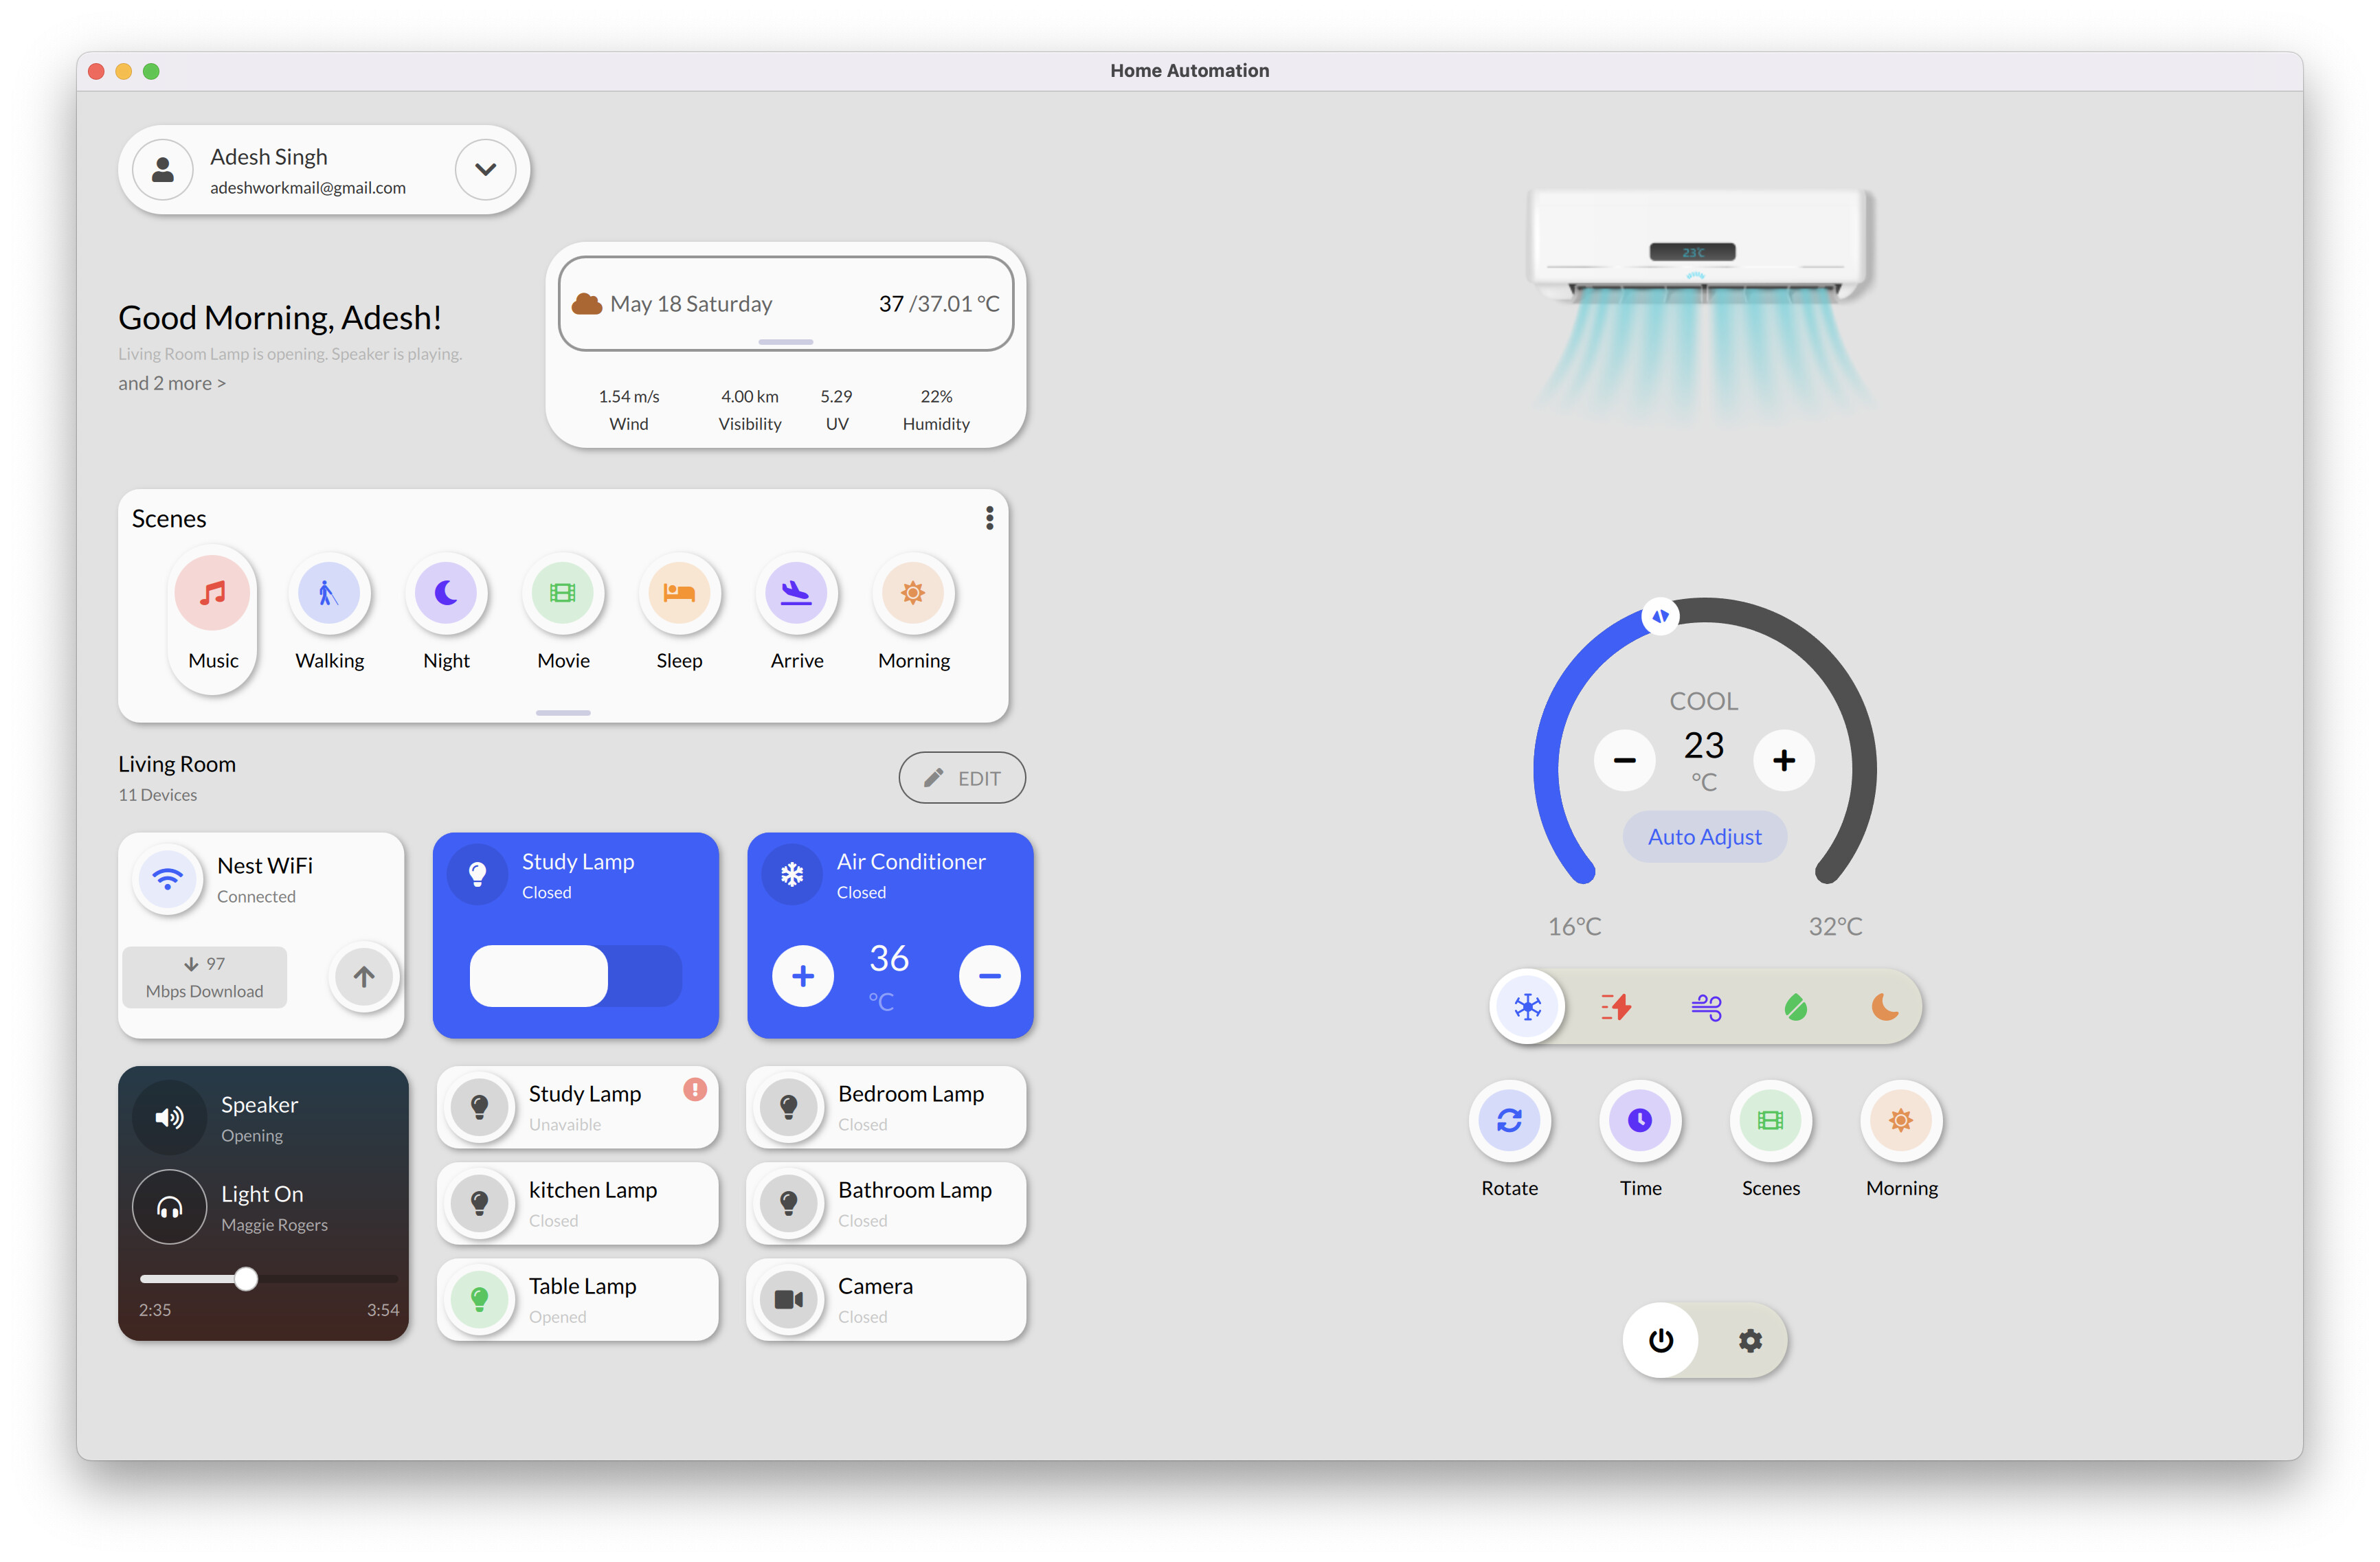 Home Automation
Adesh Singh
adeshworkmail@gmail.com
Good Morning, Adesh!
Living Room Lamp is opening. Speaker is playing.
and 2 more >
May 18 Saturday 37 /37.01 °C
1.54 m/s 4.00 km 5.29 22%
Wind Visibility UV Humidity
Scenes
Music Walking Night Movie Sleep Arrive Morning
Living Room
11 Devices
EDIT
Nest WiFi
Connected
97
Mbps Download
Study Lamp
Closed
Air Conditioner
Closed
36
°C
Speaker
Opening
Light On
Maggie Rogers
2:35 3:54
Study Lamp
Unavaible
Bedroom Lamp
Closed
kitchen Lamp
Closed
Bathroom Lamp
Closed
Table Lamp
Opened
Camera
Closed
23℃
COOL
23
°C
Auto Adjust
16°C 32°C
Rotate Time Scenes Morning